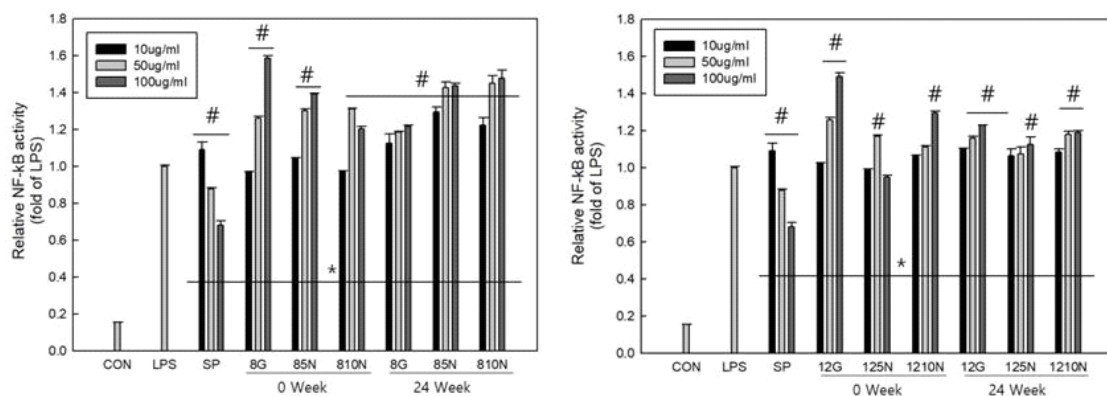 Relative NF-kB activity
(fold of LPS)
1.8
1.6
1.4
1.2
1.0
0.8
0.6
0.4
0.2
0.0
10ug/ml
50ug/ml
100ug/ml
# # # #
*
CON LPS SP 8G 85N 810N 8G 85N 810N
0 Week 24 Week
Relative NF-kB activity
(fold of LPS)
1.8
1.6
1.4
1.2
1.0
0.8
0.6
0.4
0.2
0.0
10ug/ml
50ug/ml
100ug/ml
# # # # # # #
*
CON LPS SP 12G 125N 1210N 12G 125N 1210N
0 Week 24 Week